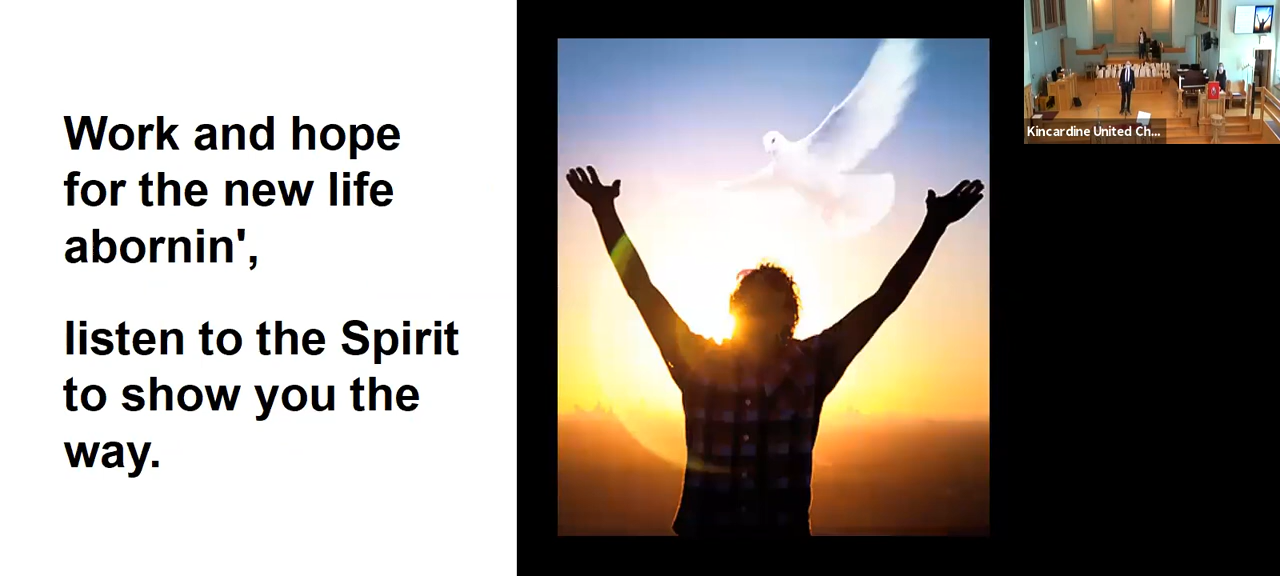 Work and hope
for the new life
abornin',
listen to the Spirit
to show you the
way.
Kincardine United Ch...